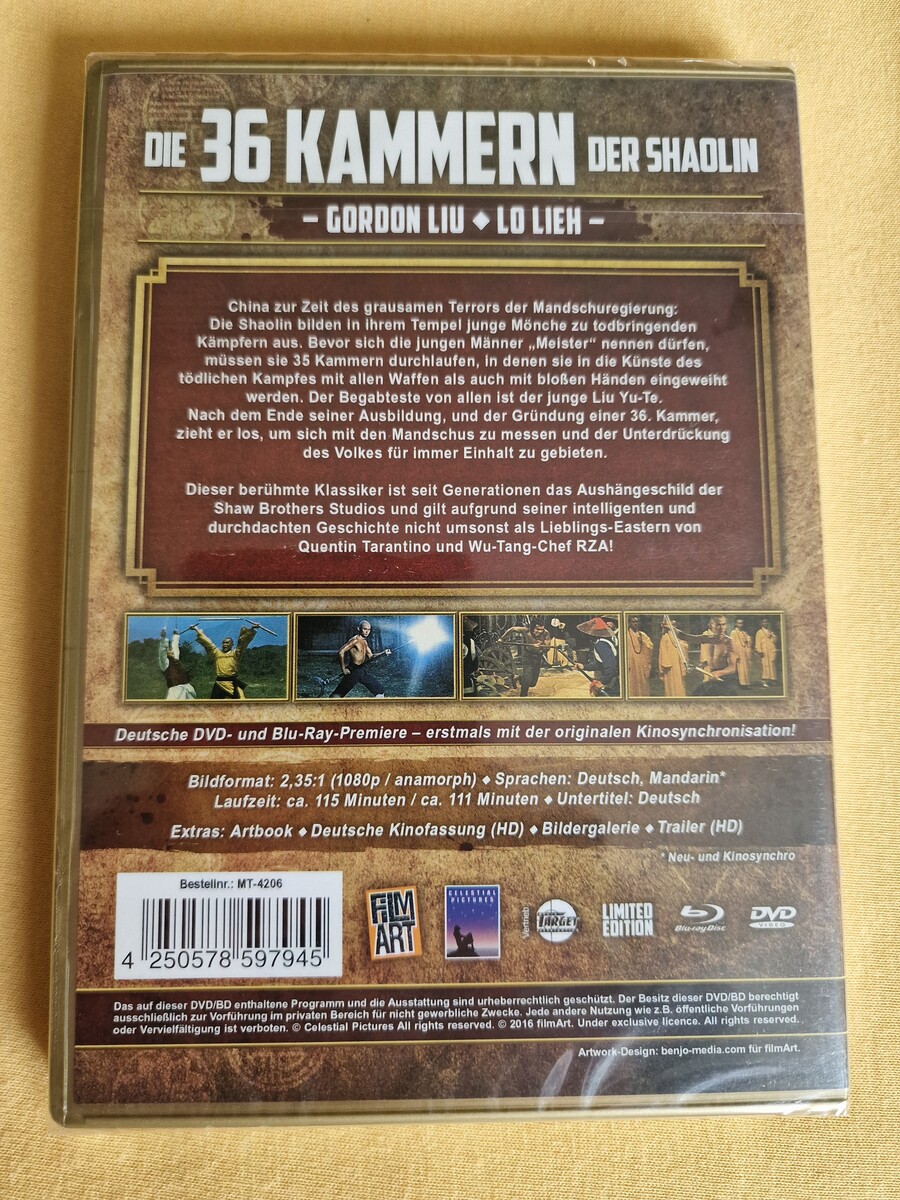 DIE 36 KAMMERN DER SHAOLIN
– GORDON LIU ◆ LO LIEH –
China zur Zeit des grausamen Terrors der Mandschuregierung:
Die Shaolin bilden in ihrem Tempel junge Mönche zu todbringenden
Kämpfern aus. Bevor sich die jungen Männer „Meister“ nennen dürfen,
müssen sie 35 Kammern durchlaufen, in denen sie in die Künste des
tödlichen Kampfes mit allen Waffen als auch mit bloßen Händen eingeweiht
werden. Der Begabteste von allen ist der junge Liu Yu-Te.
Nach dem Ende seiner Ausbildung, und der Gründung einer 36. Kammer,
zieht er los, um sich mit den Mandschus zu messen und der Unterdrückung
des Volkes für immer Einhalt zu gebieten.
Dieser berühmte Klassiker ist seit Generationen das Aushängeschild der
Shaw Brothers Studios und gilt aufgrund seiner intelligenten und
durchdachten Geschichte nicht umsonst als Lieblings-Eastern von
Quentin Tarantino und Wu-Tang-Chef RZA!
Deutsche DVD- und Blu-Ray-Premiere – erstmals mit der originalen Kinosynchronisation!
Bildformat: 2,35:1 (1080p / anamorph) ◆ Sprachen: Deutsch, Mandarin*
Laufzeit: ca. 115 Minuten / ca. 111 Minuten ◆ Untertitel: Deutsch
Extras: Artbook ◆ Deutsche Kinofassung (HD) ◆ Bildergalerie ◆ Trailer (HD)
* Neu- und Kinosynchro
Bestellnr.: MT-4206
4 250578 597945
FILM ART
CELESTIAL PICTURES
Vertrieb
TARGET
LIMITED EDITION
Blu-ray Disc
DVD VIDEO
Das auf dieser DVD/BD enthaltene Programm und die Ausstattung sind urheberrechtlich geschützt. Der Besitz dieser DVD/BD berechtigt
ausschließlich zur Vorführung im privaten Bereich für nicht gewerbliche Zwecke. Jede andere Nutzung wie z.B. öffentliche Vorführungen
oder Vervielfältigung ist verboten. © Celestial Pictures All rights reserved. © 2016 filmArt. Under exclusive licence. All rights reserved.
Artwork-Design: benjo-media.com für filmArt.